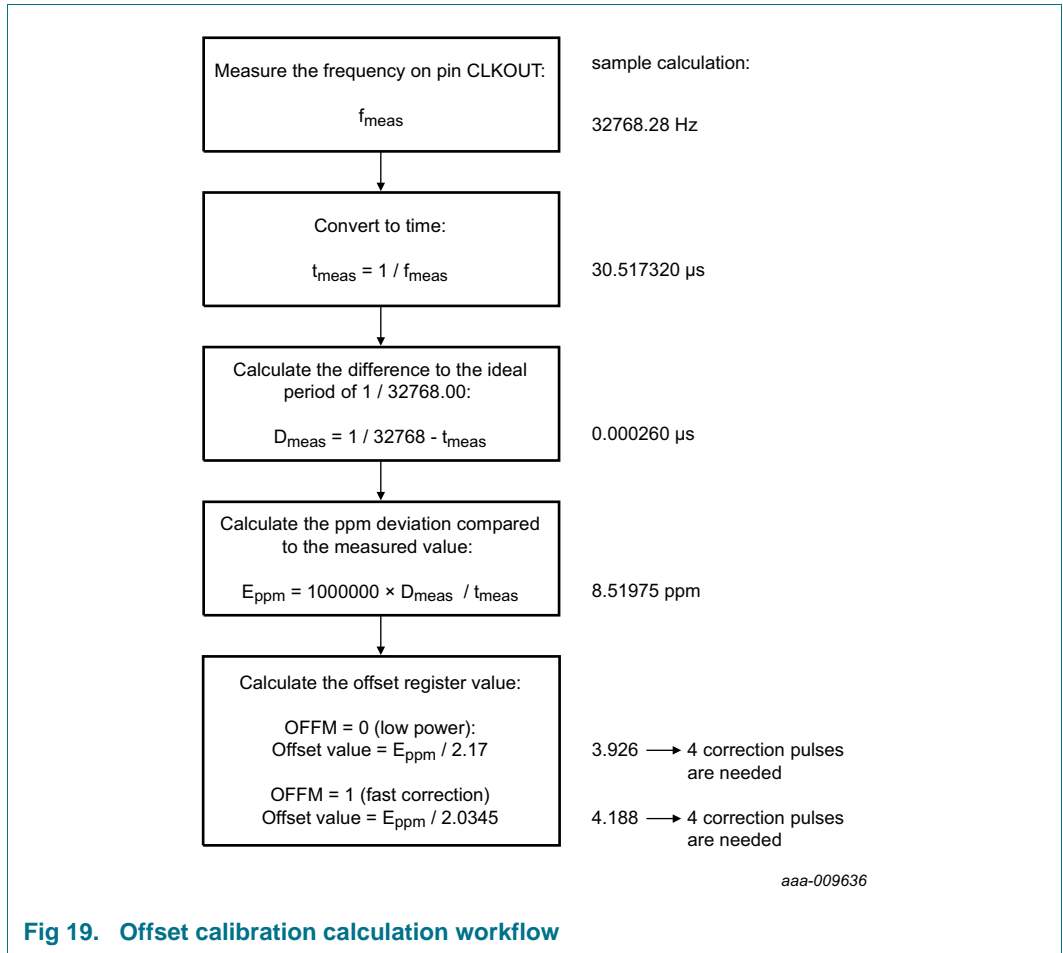 Measure the frequency on pin CLKOUT:
fmeas
sample calculation:
32768.28 Hz
Convert to time:
tmeas = 1 / fmeas
30.517320 µs
Calculate the difference to the ideal
period of 1 / 32768.00:
Dmeas = 1 / 32768 - tmeas
0.000260 µs
Calculate the ppm deviation compared
to the measured value:
Eppm = 1000000 × Dmeas / tmeas
8.51975 ppm
Calculate the offset register value:
OFFM = 0 (low power):
Offset value = Eppm / 2.17
3.926 → 4 correction pulses
are needed
OFFM = 1 (fast correction)
Offset value = Eppm / 2.0345
4.188 → 4 correction pulses
are needed
aaa-009636
Fig 19. Offset calibration calculation workflow